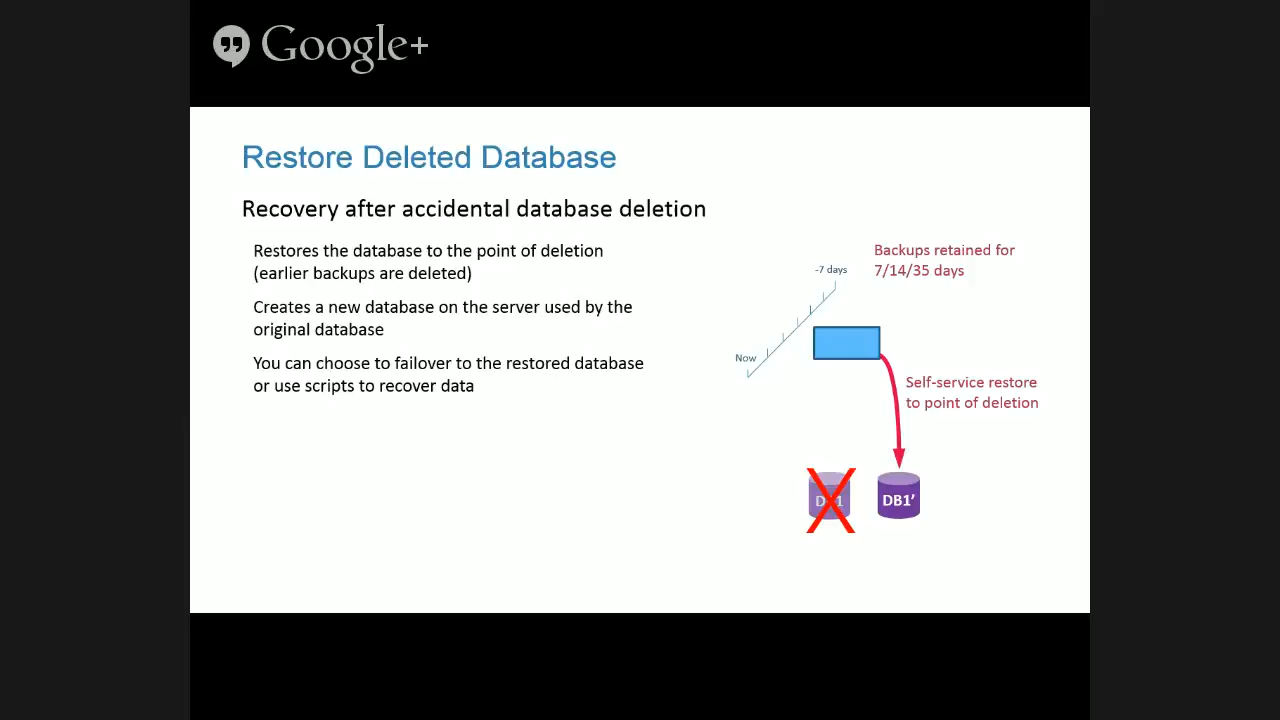 Google+
Restore Deleted Database
Recovery after accidental database deletion
Restores the database to the point of deletion
(earlier backups are deleted)
Creates a new database on the server used by the
original database
You can choose to failover to the restored database
or use scripts to recover data
Backups retained for
7/14/35 days
-7 days
Now
Self-service restore
to point of deletion
DB1’